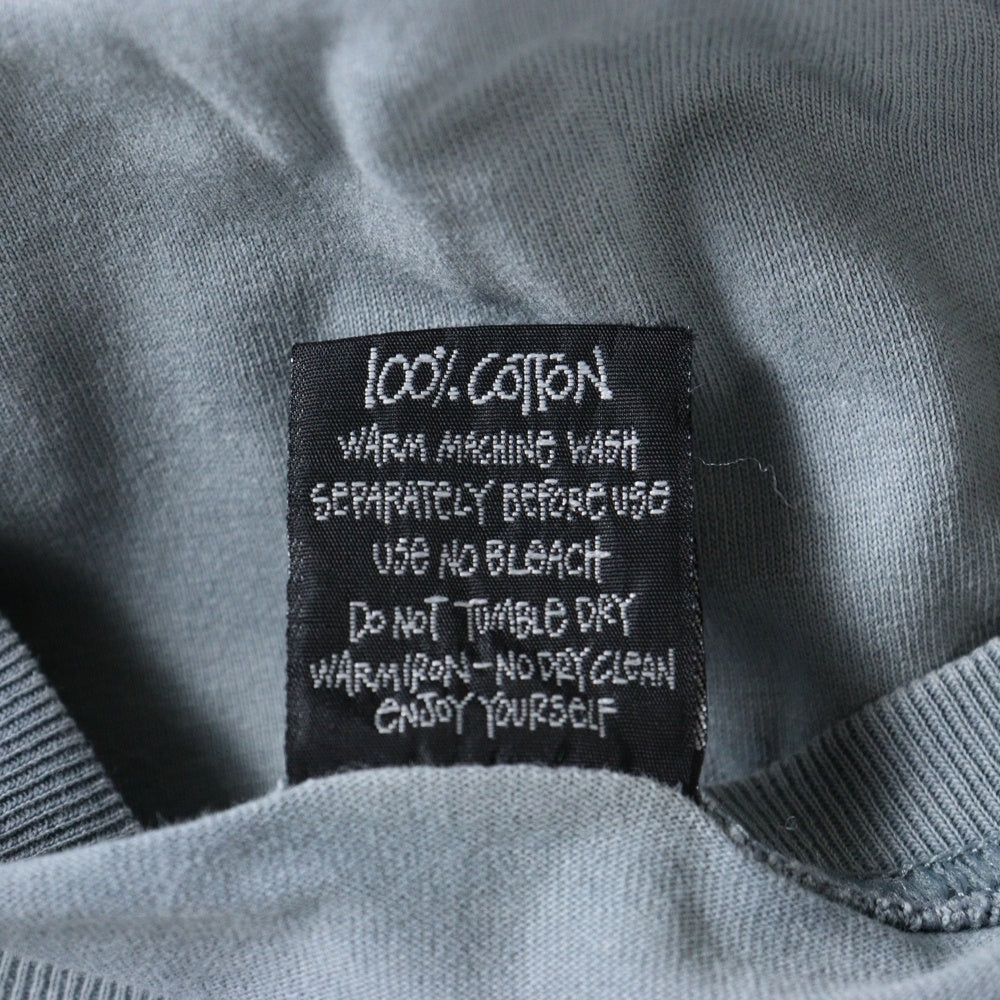 100% COTTON
WARM MACHINE WASH
SEPARATELY BEFORE USE
USE NO BLEACH
DO NOT TUMBLE DRY
WARM IRON - NO DRY CLEAN
ENJOY YOURSELF